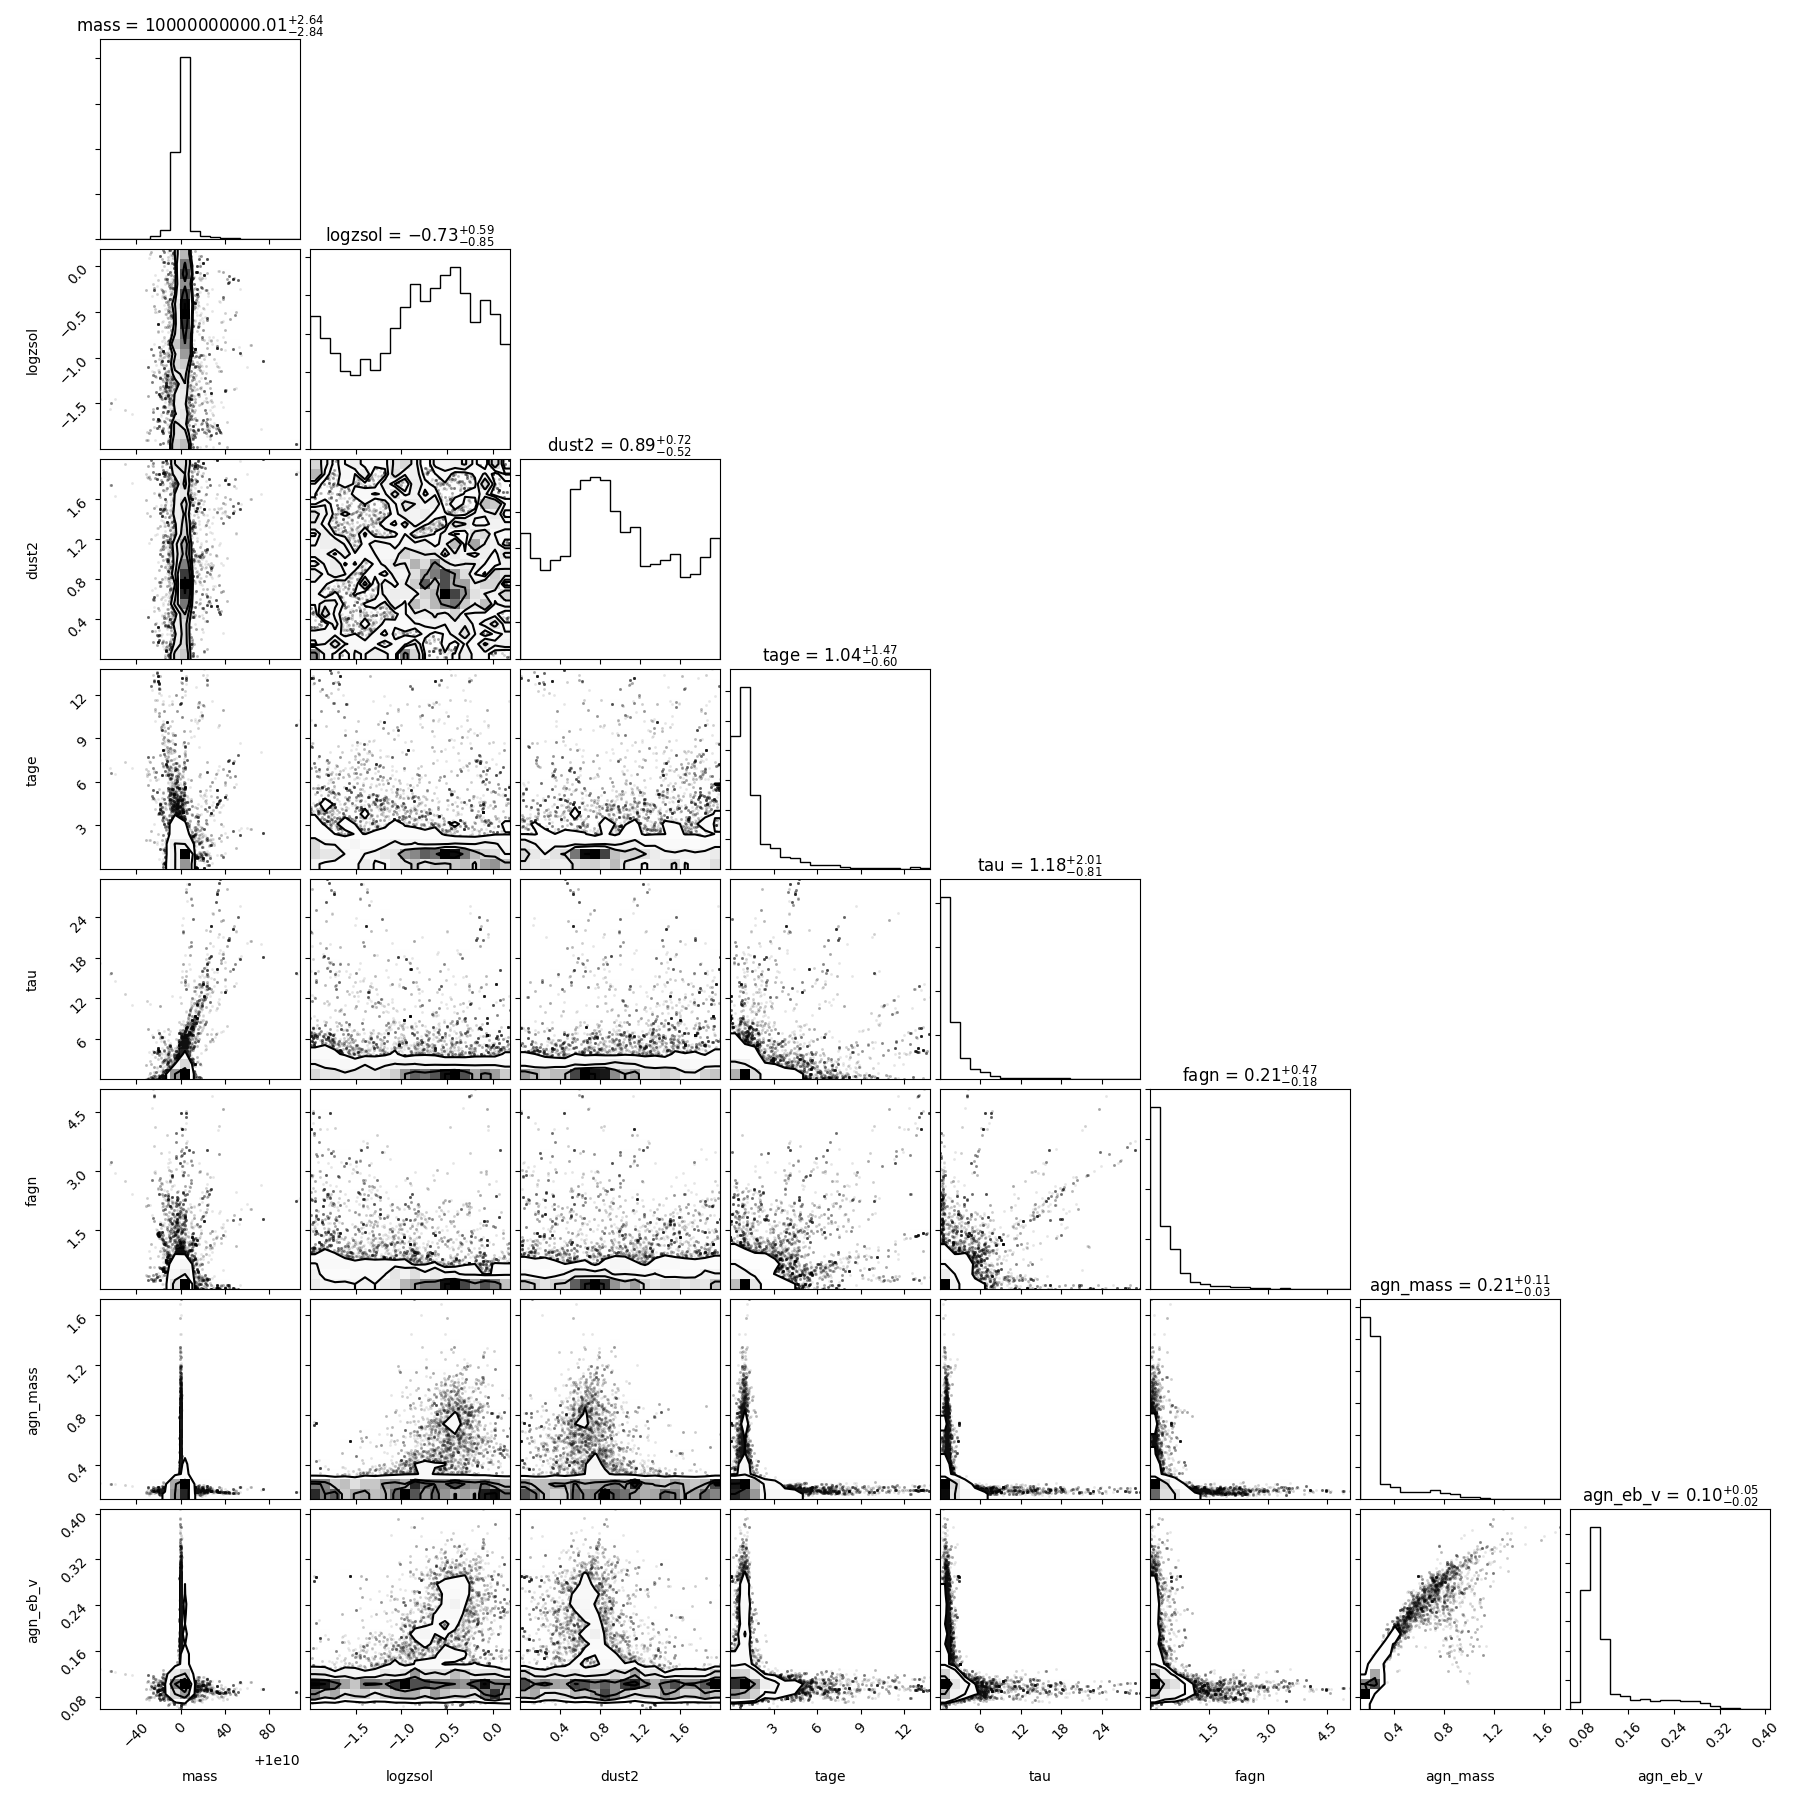 mass = 10000000000.01+2.64−2.84
logzsol = −0.73+0.59−0.85
0.0
−0.5
−1.0
−1.5
logzsol
dust2 = 0.89+0.72−0.52
1.6
1.2
0.8
0.4
dust2
tage = 1.04+1.47−0.60
12
9
6
3
tage
tau = 1.18+2.01−0.81
24
18
12
6
tau
fagn = 0.21+0.47−0.18
4.5
3.0
1.5
fagn
agn_mass = 0.21+0.11−0.03
1.6
1.2
0.8
0.4
agn_mass
agn_eb_v = 0.10+0.05−0.02
0.40
0.32
0.24
0.16
0.08
agn_eb_v
−40 0 40 80 −1.5 −1.0 −0.5 0.0 0.4 0.8 1.2 1.6 3 6 9 12 6 12 18 24 1.5 3.0 4.5 0.4 0.8 1.2 1.6 0.08 0.16 0.24 0.32 0.40
+1e10
mass logzsol dust2 tage tau fagn agn_mass agn_eb_v